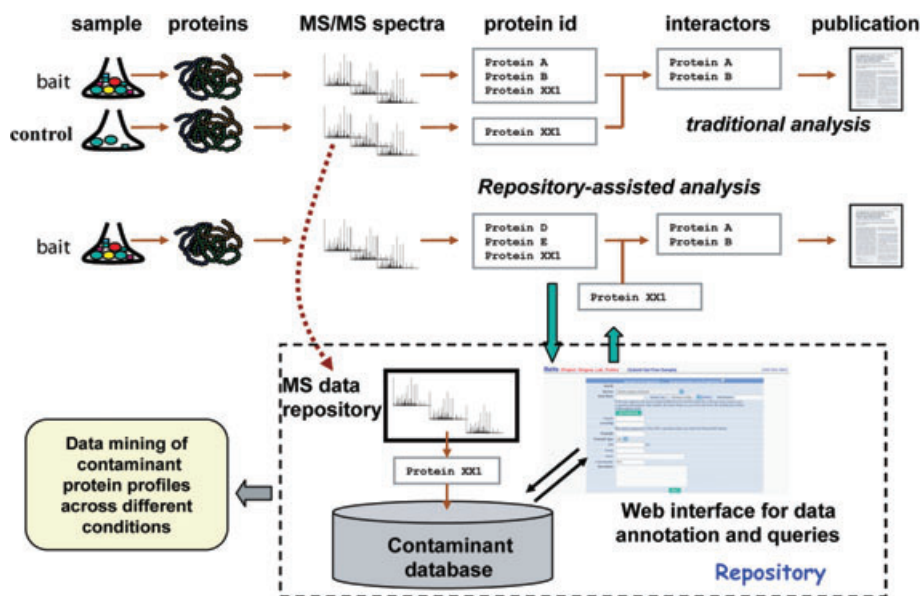 sample proteins MS/MS spectra protein id interactors publication
bait
Protein A
Protein B
Protein XX1
Protein A
Protein B
control
Protein XX1
traditional analysis
Repository-assisted analysis
bait
Protein D
Protein E
Protein XX1
Protein A
Protein B
Protein XX1
MS data
repository
Protein XX1
Contaminant
database
Web interface for data
annotation and queries
Repository
Data mining of
contaminant
protein profiles
across different
conditions